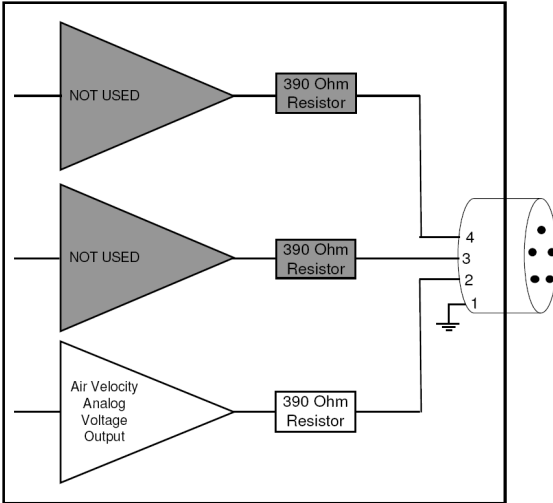 NOT USED
390 Ohm
Resistor
4
NOT USED
390 Ohm
Resistor
3
2
1
Air Velocity
Analog
Voltage
Output
390 Ohm
Resistor